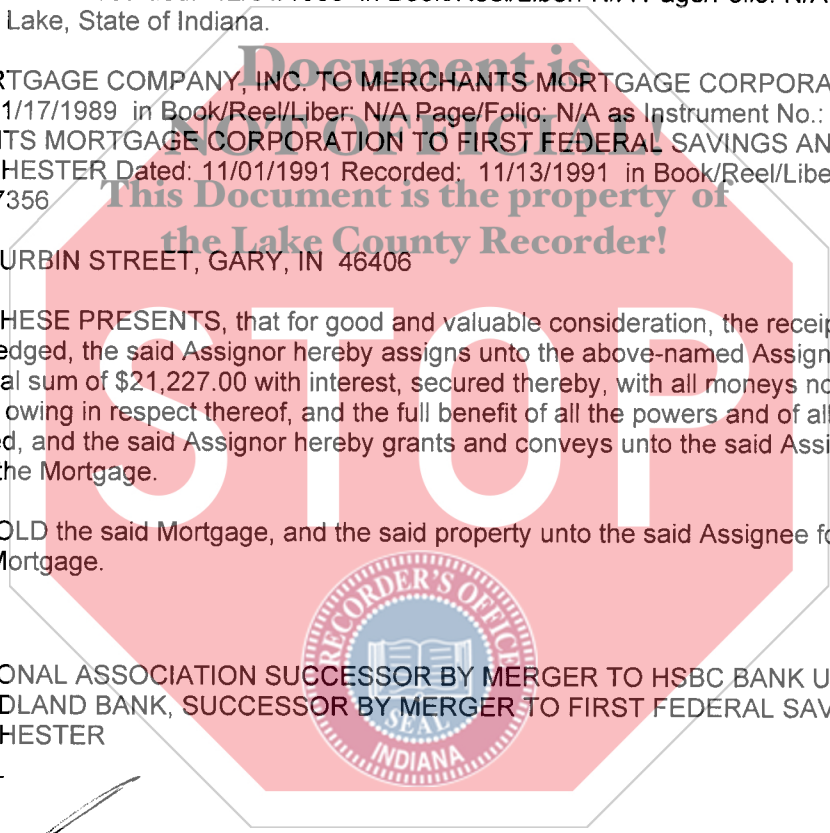 Lake, State of Indiana.
Document is
RTGAGE COMPANY, INC. TO MERCHANTS MORTGAGE CORPORA
1/17/1989 in Book/Reel/Liber: N/A Page/Folio: N/A as Instrument No.:
NOT OFFICIAL!
TS MORTGAGE CORPORATION TO FIRST FEDERAL SAVINGS AN
HESTER Dated: 11/01/1991 Recorded: 11/13/1991 in Book/Reel/Libe
7356
This Document is the property of
the Lake County Recorder!
URBIN STREET, GARY, IN 46406
HESE PRESENTS, that for good and valuable consideration, the receip
edged, the said Assignor hereby assigns unto the above-named Assign
al sum of $21,227.00 with interest, secured thereby, with all moneys no
owing in respect thereof, and the full benefit of all the powers and of all
d, and the said Assignor hereby grants and conveys unto the said Assi
the Mortgage.
STOP
OLD the said Mortgage, and the said property unto the said Assignee fo
Mortgage.
RECORDER'S OFFICE
SEAL
INDIANA
ONAL ASSOCIATION SUCCESSOR BY MERGER TO HSBC BANK U
DLAND BANK, SUCCESSOR BY MERGER TO FIRST FEDERAL SAV
HESTER